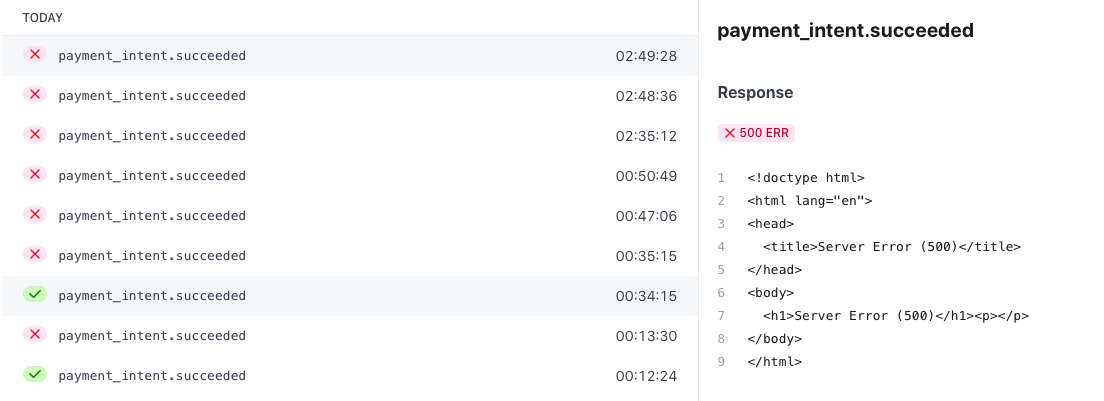 TODAY
payment_intent.succeeded 02:49:28
payment_intent.succeeded 02:48:36
payment_intent.succeeded 02:35:12
payment_intent.succeeded 00:50:49
payment_intent.succeeded 00:47:06
payment_intent.succeeded 00:35:15
payment_intent.succeeded 00:34:15
payment_intent.succeeded 00:13:30
payment_intent.succeeded 00:12:24
payment_intent.succeeded
Response
500 ERR
1 <!doctype html>
2 <html lang="en">
3 <head>
4   <title>Server Error (500)</title>
5 </head>
6 <body>
7   <h1>Server Error (500)</h1><p></p>
8 </body>
9 </html>